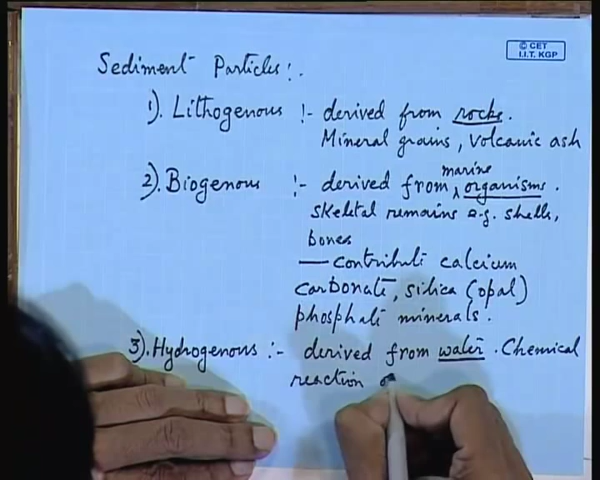 © CET
I.I.T. KGP
Sediment Particles:.
1). Lithogenous :- derived from rocks.
Mineral grains, Volcanic ash
2). Biogenous :- derived from marine organisms.
Skeletal remains e.g. shells,
bones
— contribute calcium
carbonate, silica (opal)
phosphate minerals.
3). Hydrogenous :- derived from water. Chemical
reaction